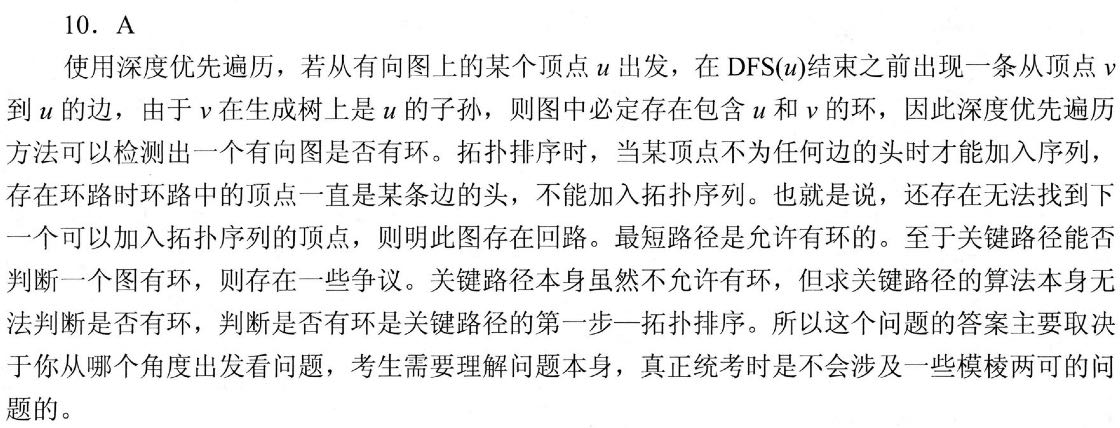 10．A
使用深度优先遍历，若从有向图上的某个顶点 u 出发，在 DFS(u)结束之前出现一条从顶点 v
到 u 的边，由于 v 在生成树上是 u 的子孙，则图中必定存在包含 u 和 v 的环，因此深度优先遍历
方法可以检测出一个有向图是否有环。拓扑排序时，当某顶点不为任何边的头时才能加入序列，
存在环路时环路中的顶点一直是某条边的头，不能加入拓扑序列。也就是说，还存在无法找到下
一个可以加入拓扑序列的顶点，则明此图存在回路。最短路径是允许有环的。至于关键路径能否
判断一个图有环，则存在一些争议。关键路径本身虽然不允许有环，但求关键路径的算法本身无
法判断是否有环，判断是否有环是关键路径的第一步—拓扑排序。所以这个问题的答案主要取决
于你从哪个角度出发看问题，考生需要理解问题本身，真正统考时是不会涉及一些模棱两可的问
题的。